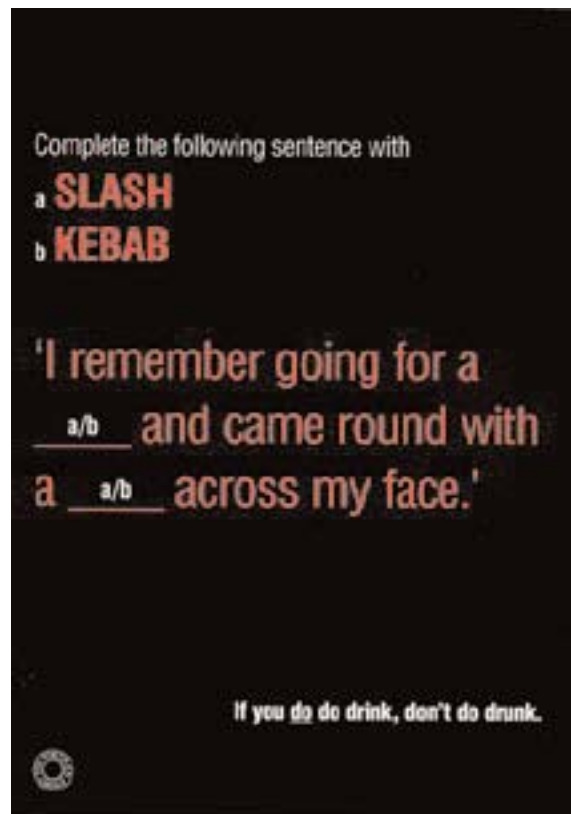 Complete the following sentence with
a SLASH
b KEBAB
'I remember going for a
a/b and came round with
a a/b across my face.'
If you do do drink, don't do drunk.